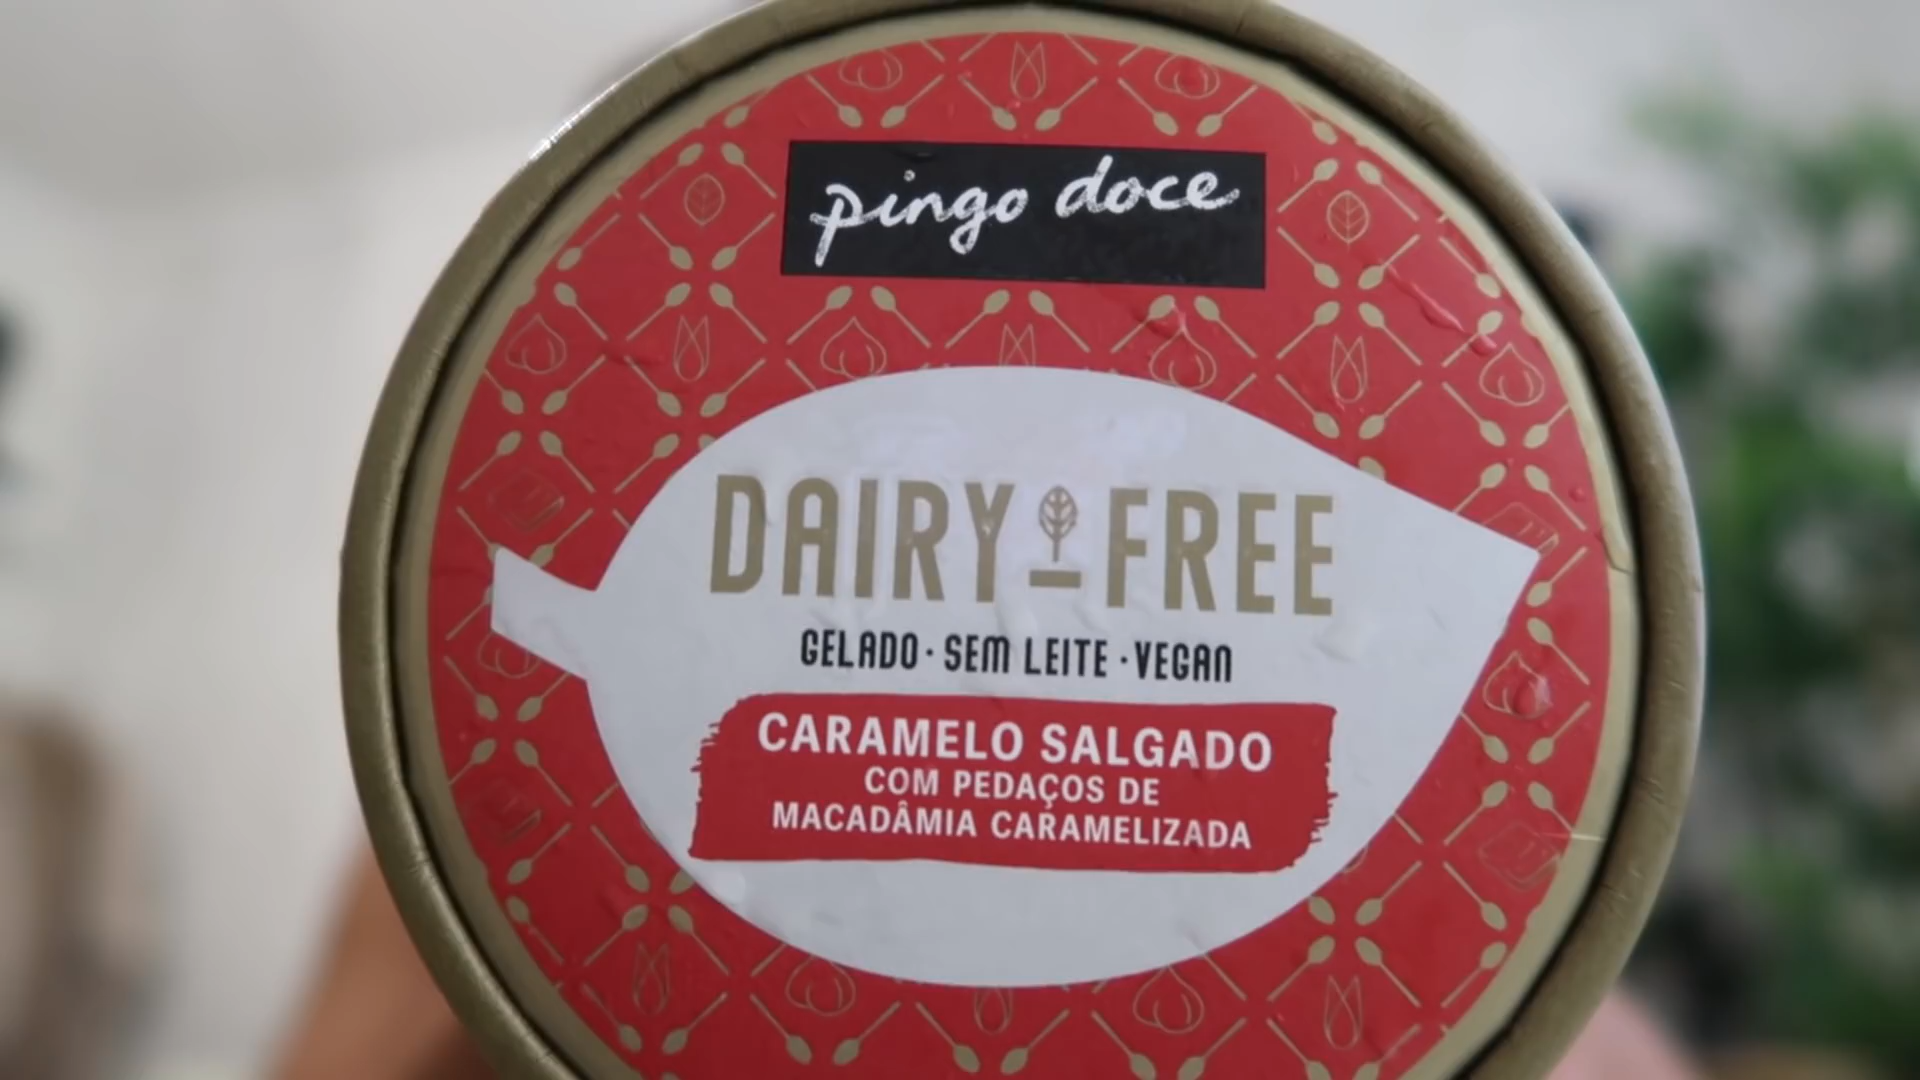 pingo doce
DAIRY-FREE
GELADO · SEM LEITE · VEGAN
CARAMELO SALGADO
COM PEDAÇOS DE
MACADÂMIA CARAMELIZADA